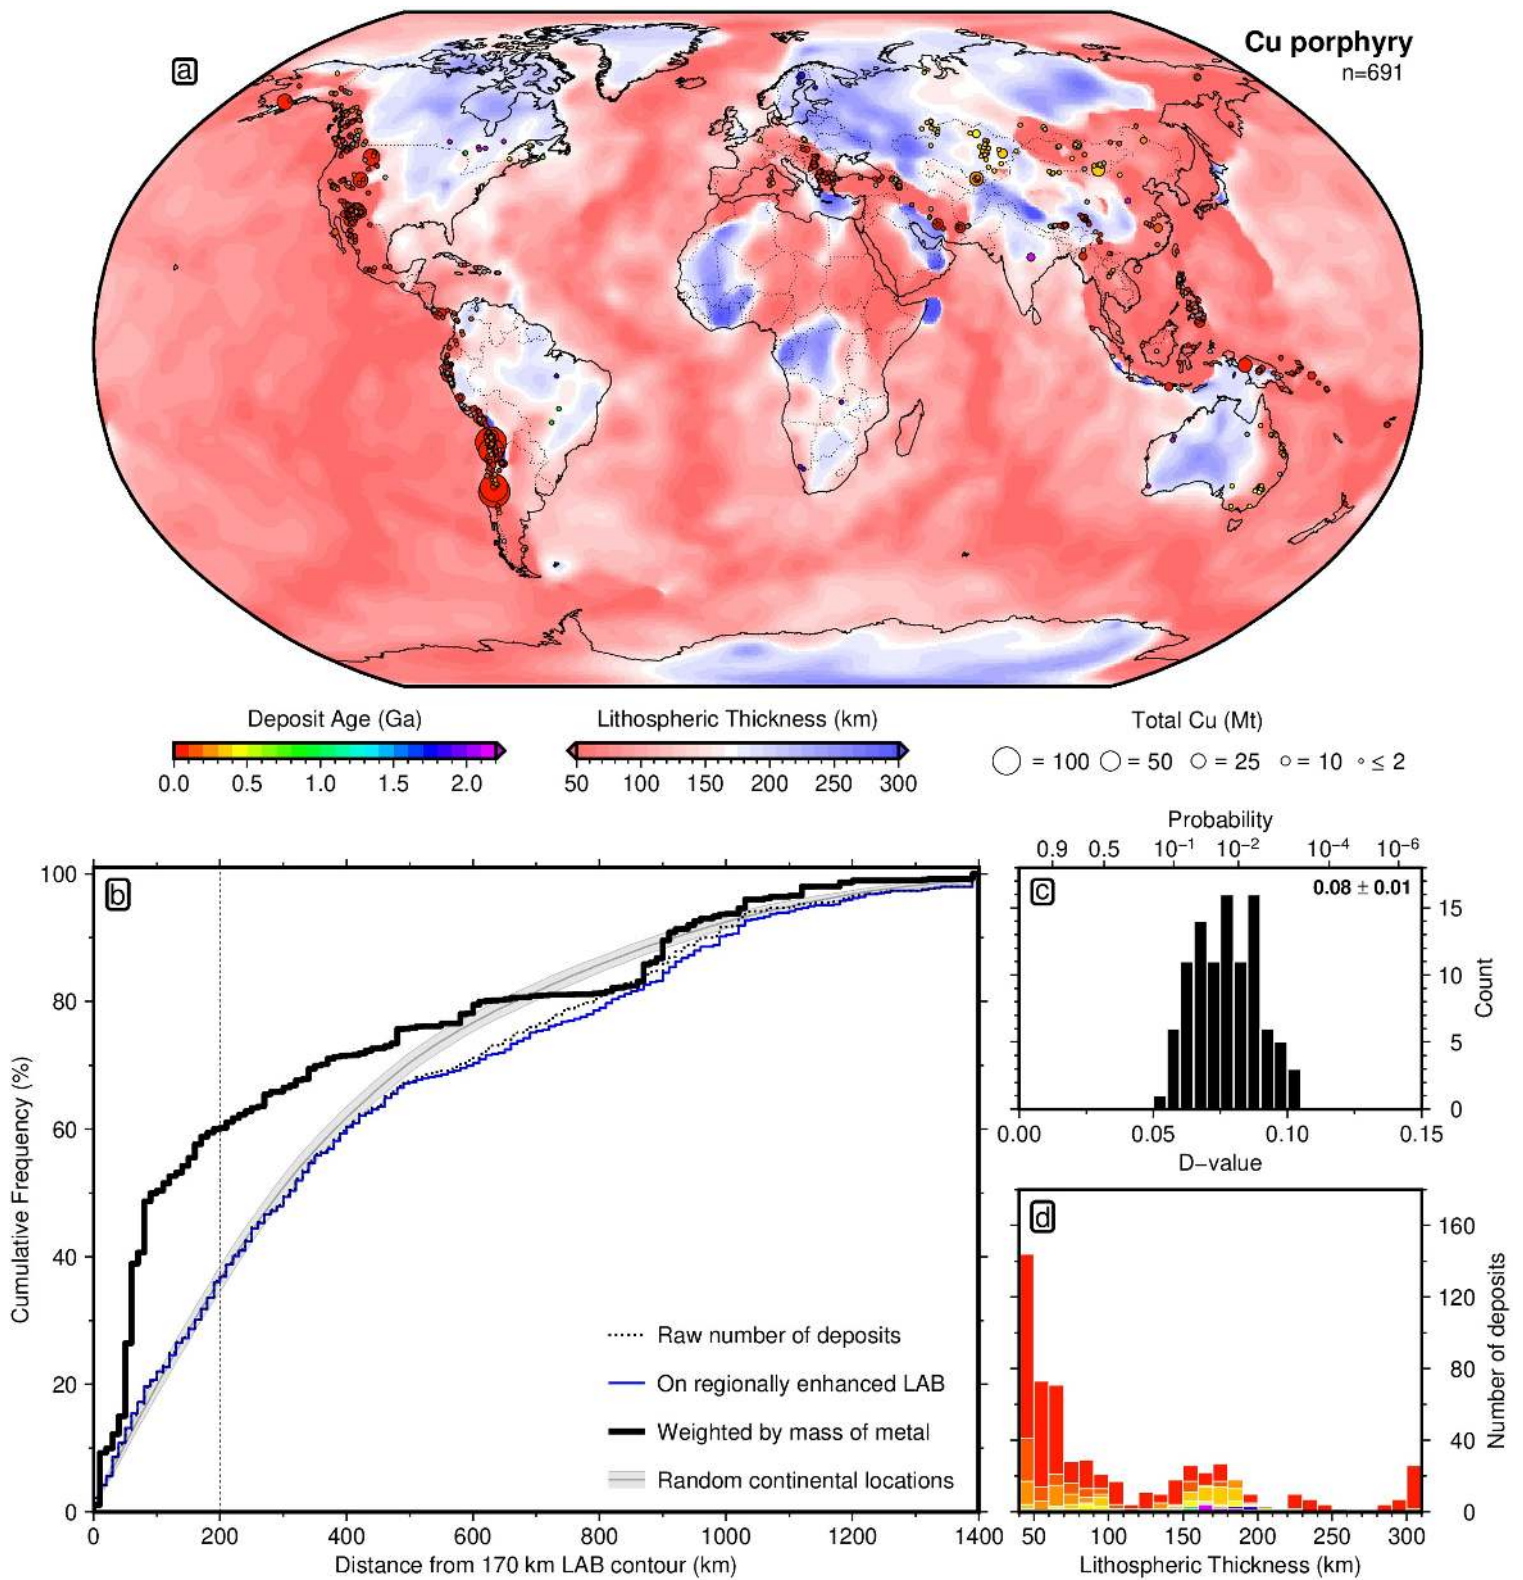 a
Cu porphyry
n=691
Deposit Age (Ga)
0.0 0.5 1.0 1.5 2.0
Lithospheric Thickness (km)
50 100 150 200 250 300
Total Cu (Mt)
= 100 = 50 = 25 = 10 ≤ 2
b
Cumulative Frequency (%)
100
80
60
40
20
0
Raw number of deposits
On regionally enhanced LAB
Weighted by mass of metal
Random continental locations
0 200 400 600 800 1000 1200 1400
Distance from 170 km LAB contour (km)
Probability
0.9 0.5 10⁻¹ 10⁻² 10⁻⁴ 10⁻⁶
c
0.08 ± 0.01
15
10
5
0
Count
0.00 0.05 0.10 0.15
D−value
d
160
120
80
40
0
Number of deposits
50 100 150 200 250 300
Lithospheric Thickness (km)